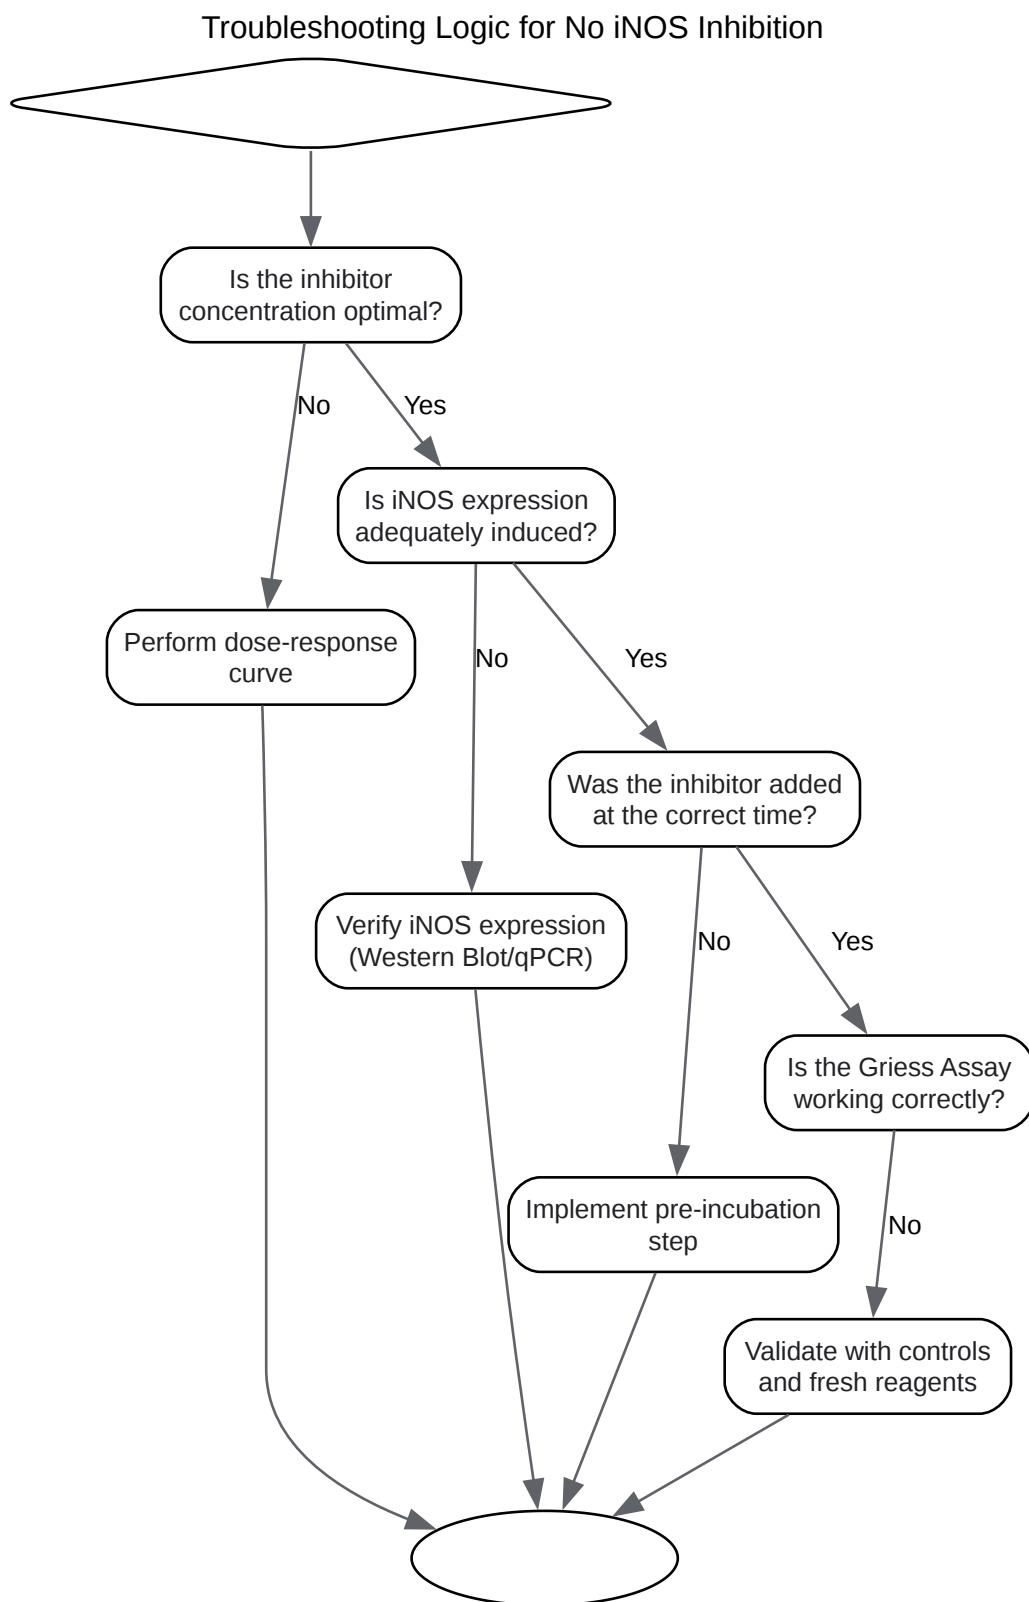 Troubleshooting Logic for No iNOS Inhibition
Is the inhibitor
concentration optimal?
No
Yes
Is iNOS expression
adequately induced?
No
Yes
Perform dose-response
curve
Was the inhibitor added
at the correct time?
Verify iNOS expression
(Western Blot/qPCR)
No
Yes
Is the Griess Assay
working correctly?
Implement pre-incubation
step
No
Validate with controls
and fresh reagents